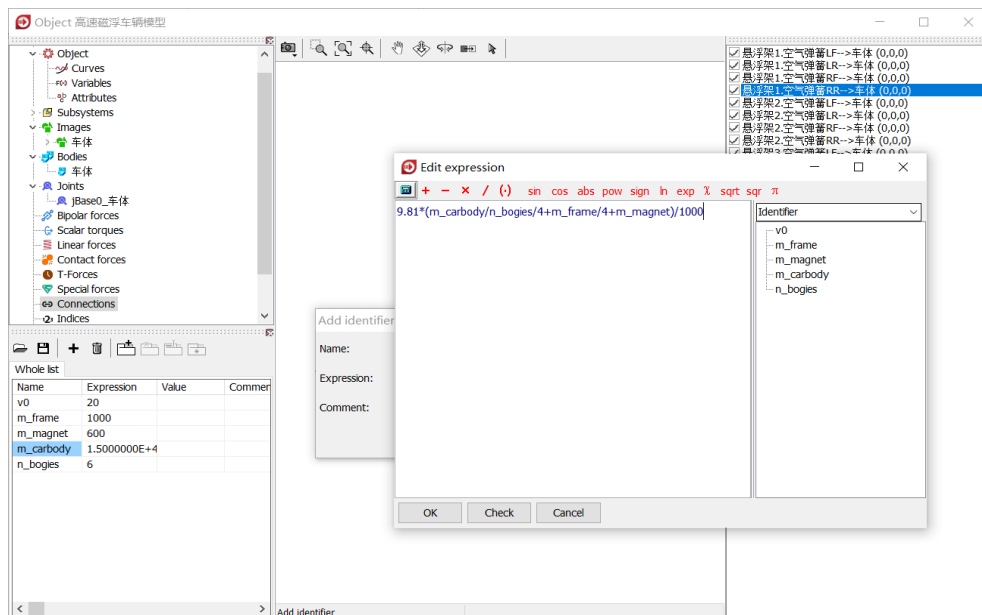 Object 高速磁浮车辆模型
Object
Curves
Variables
Attributes
Subsystems
Images
车体
Bodies
车体
Joints
jBase0_车体
Bipolar forces
Scalar torques
Linear forces
Contact forces
T-Forces
Special forces
Connections
Indices
Whole list
Name Expression Value Commen
v0 20
m_frame 1000
m_magnet 600
m_carbody 1.5000000E+4
n_bogies 6
悬浮架1.空气弹簧LF-->车体 (0,0,0)
悬浮架1.空气弹簧LR-->车体 (0,0,0)
悬浮架1.空气弹簧RF-->车体 (0,0,0)
悬浮架1.空气弹簧RR-->车体 (0,0,0)
悬浮架2.空气弹簧LF-->车体 (0,0,0)
悬浮架2.空气弹簧LR-->车体 (0,0,0)
悬浮架2.空气弹簧RF-->车体 (0,0,0)
悬浮架2.空气弹簧RR-->车体 (0,0,0)
Add identifier
Name:
Expression:
Comment:
Edit expression
+ − × / (·) sin cos abs pow sign ln exp % sqrt sqr π
9.81*(m_carbody/n_bogies/4+m_frame/4+m_magnet)/1000
Identifier
v0
m_frame
m_magnet
m_carbody
n_bogies
OK Check Cancel
Add identifier